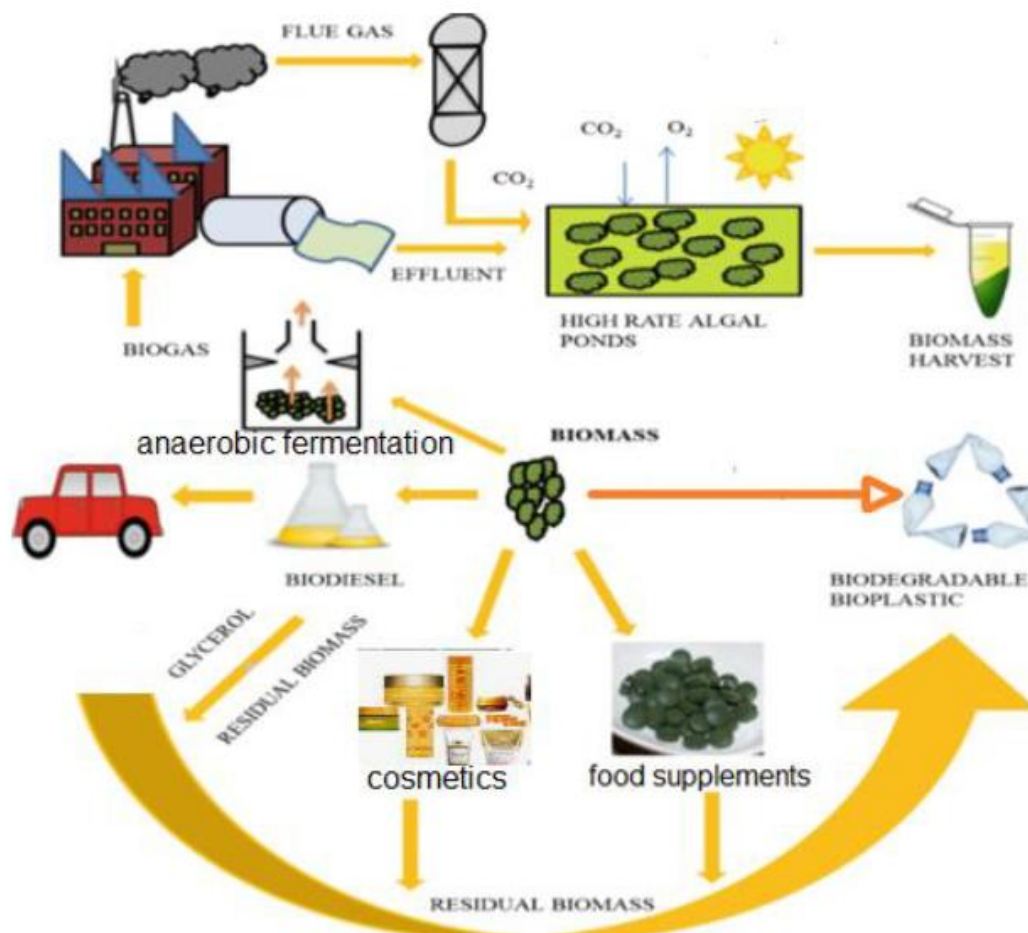 FLUE GAS
CO₂
O₂
CO₂
EFFLUENT
BIOGAS
HIGH RATE ALGAL
PONDS
BIOMASS
HARVEST
anaerobic fermentation
BIOMASS
BIODIESEL
BIODEGRADABLE
BIOPLASTIC
GLYCEROL
RESIDUAL BIOMASS
cosmetics
food supplements
RESIDUAL BIOMASS